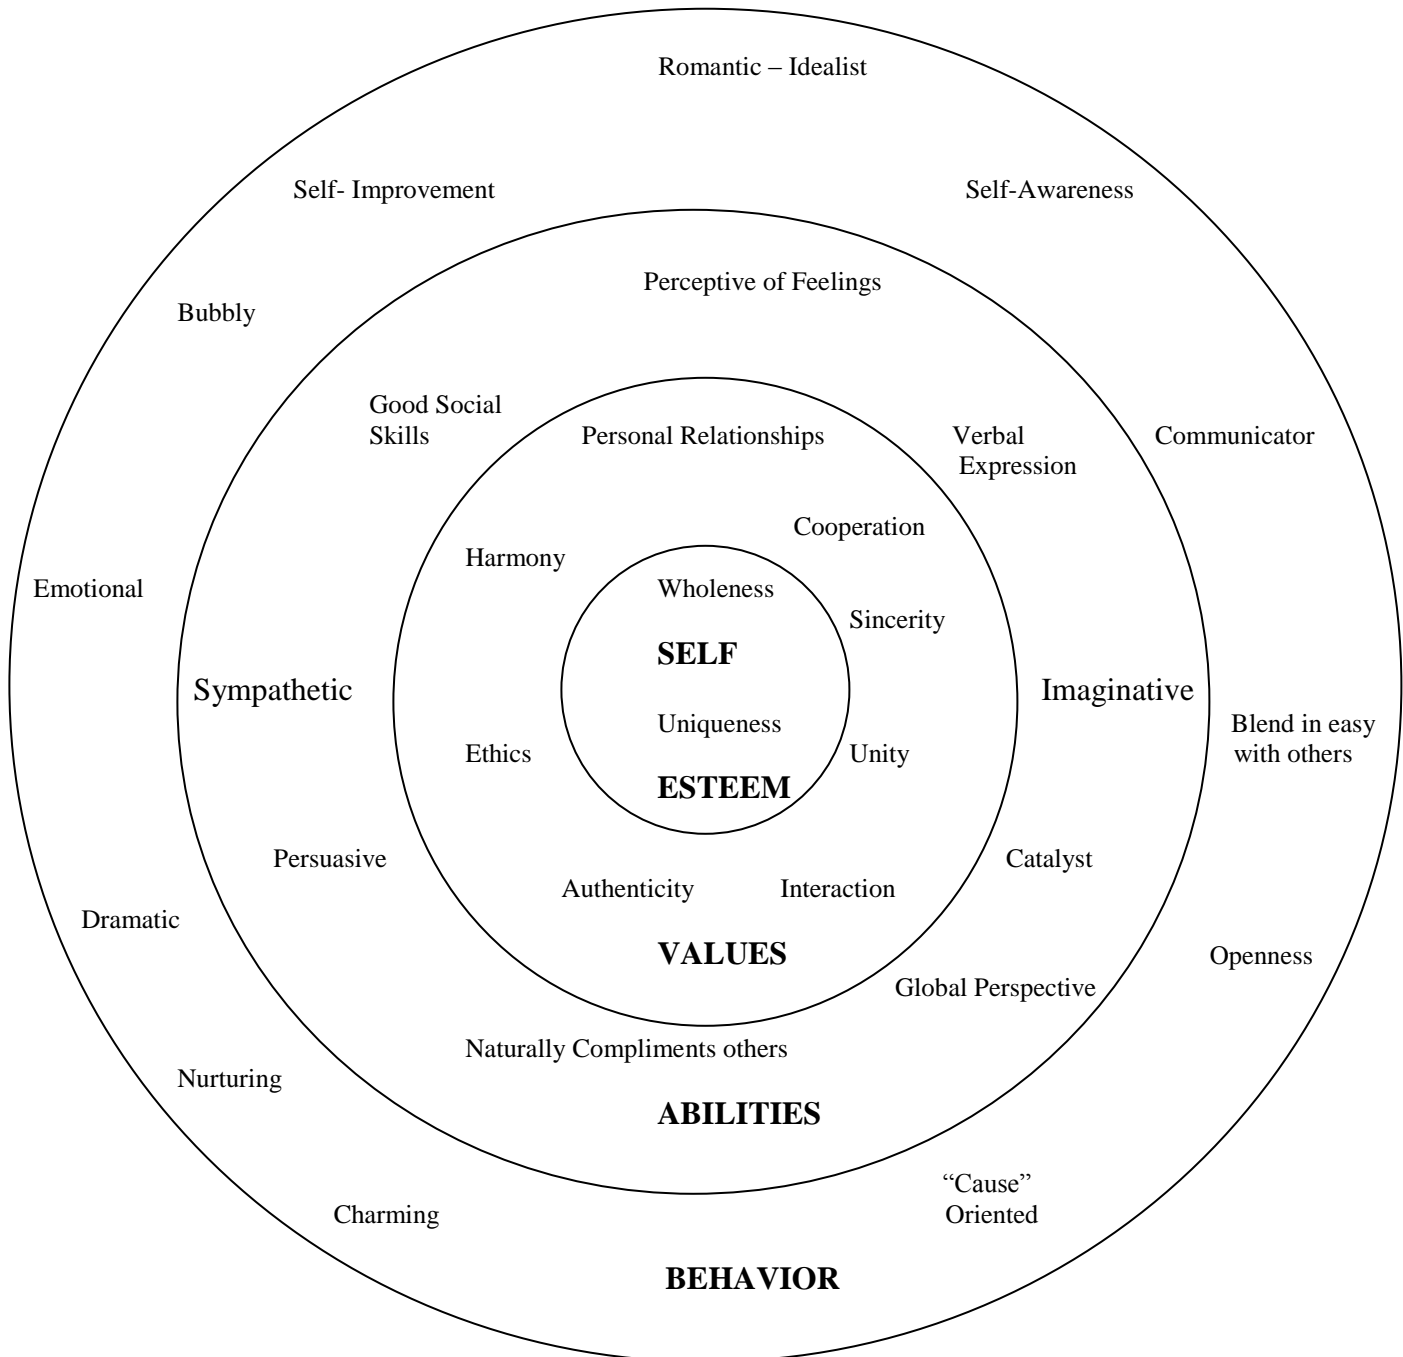 Romantic – Idealist
Self- Improvement
Self-Awareness
Perceptive of Feelings
Bubbly
Good Social
Skills
Personal Relationships
Verbal
Expression
Communicator
Cooperation
Harmony
Emotional
Wholeness
Sincerity
SELF
Sympathetic
Imaginative
Uniqueness
Blend in easy
with others
Ethics
Unity
ESTEEM
Persuasive
Catalyst
Authenticity
Interaction
Dramatic
VALUES
Openness
Global Perspective
Naturally Compliments others
Nurturing
ABILITIES
“Cause”
Oriented
Charming
BEHAVIOR